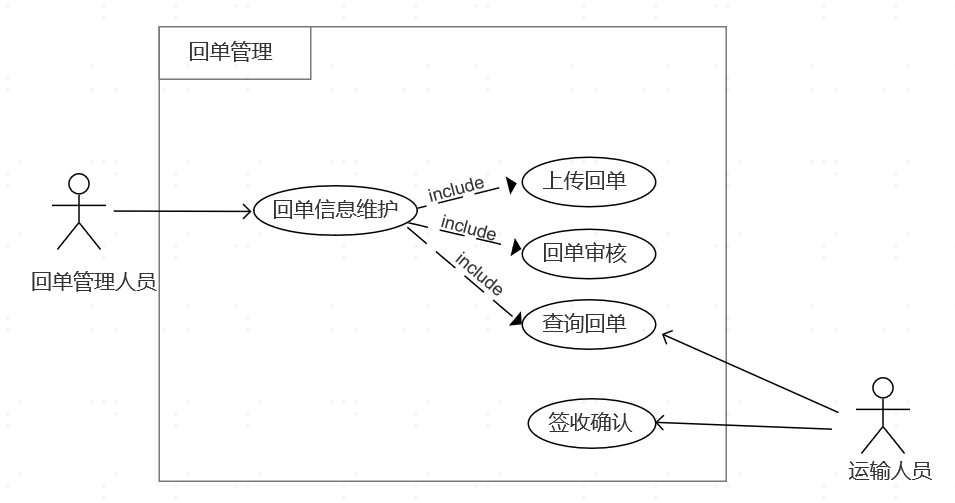 回单管理
include
上传回单
回单信息维护
include
回单审核
include
回单管理人员
查询回单
签收确认
运输人员